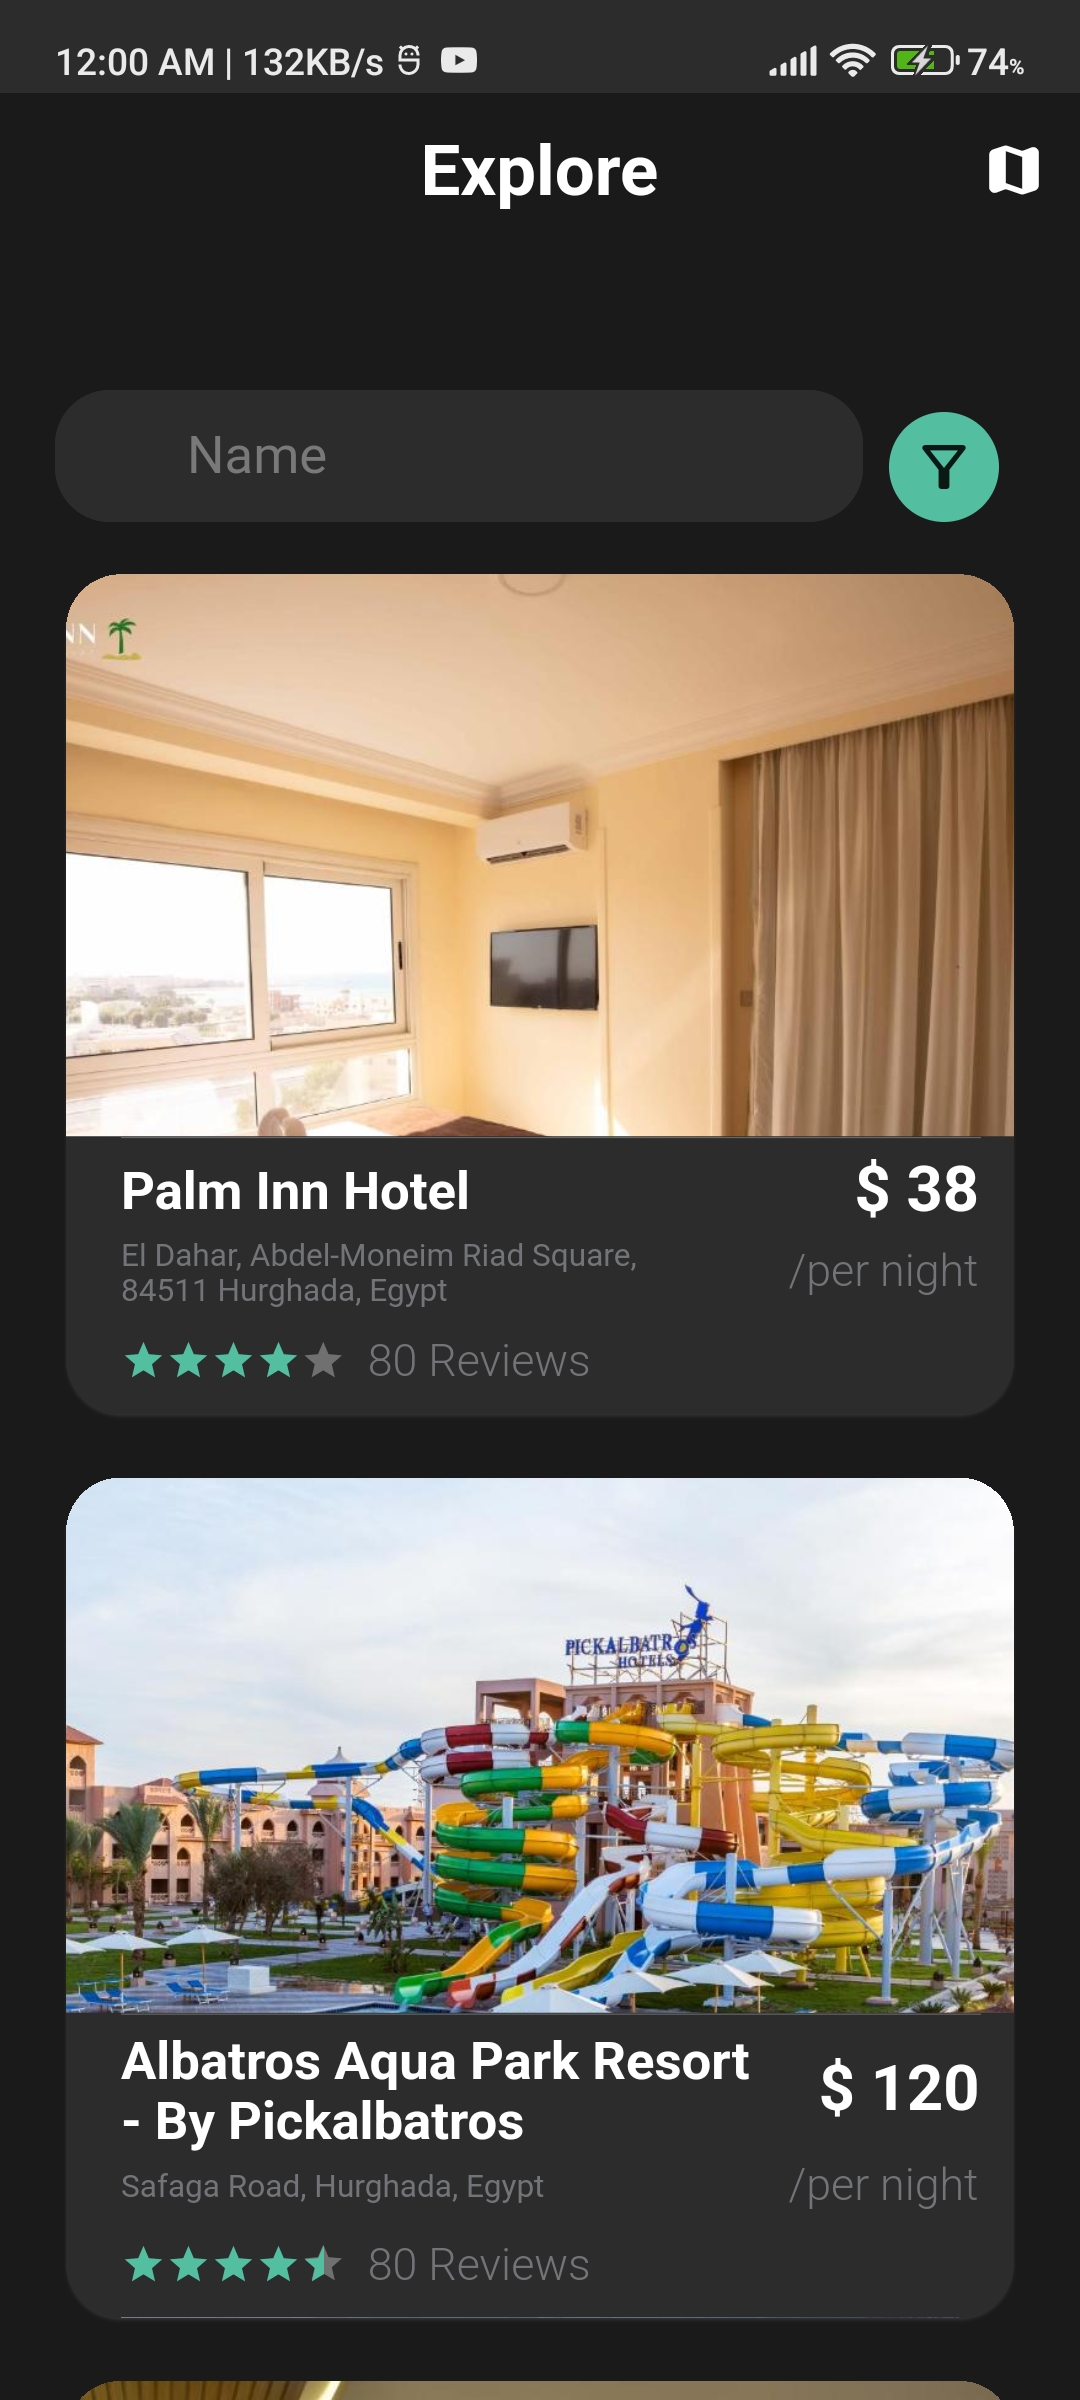 12:00 AM | 132KB/s 74%
Explore
Name
NN
Palm Inn Hotel
$ 38
El Dahar, Abdel-Moneim Riad Square,
84511 Hurghada, Egypt
/per night
80 Reviews
PICKALBATROS
HOTELS
Albatros Aqua Park Resort
- By Pickalbatros
$ 120
Safaga Road, Hurghada, Egypt
/per night
80 Reviews